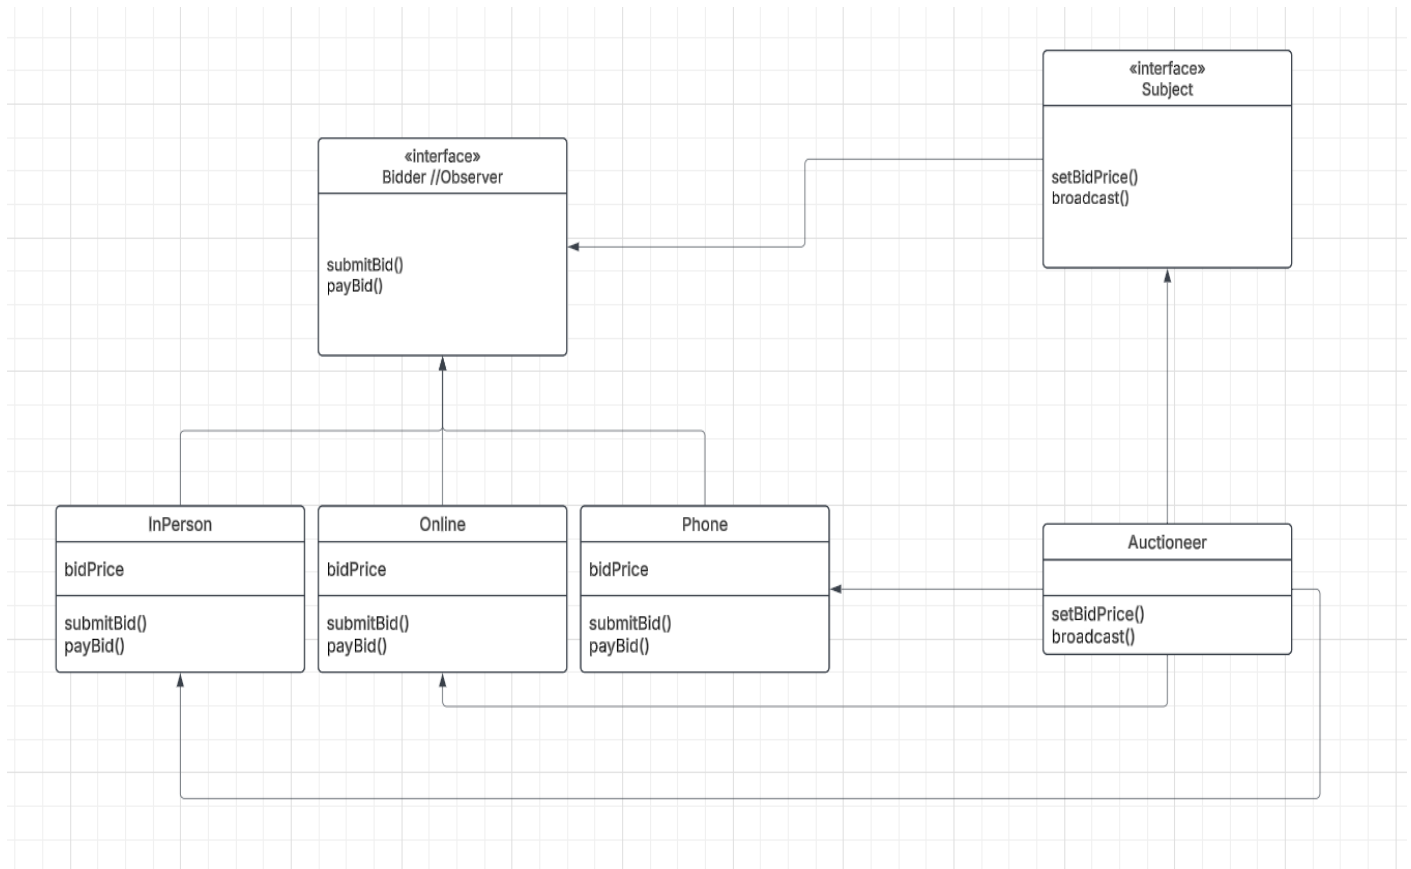 «interface»
Subject
setBidPrice()
broadcast()
«interface»
Bidder //Observer
submitBid()
payBid()
InPerson
bidPrice
submitBid()
payBid()
Online
bidPrice
submitBid()
payBid()
Phone
bidPrice
submitBid()
payBid()
Auctioneer
setBidPrice()
broadcast()